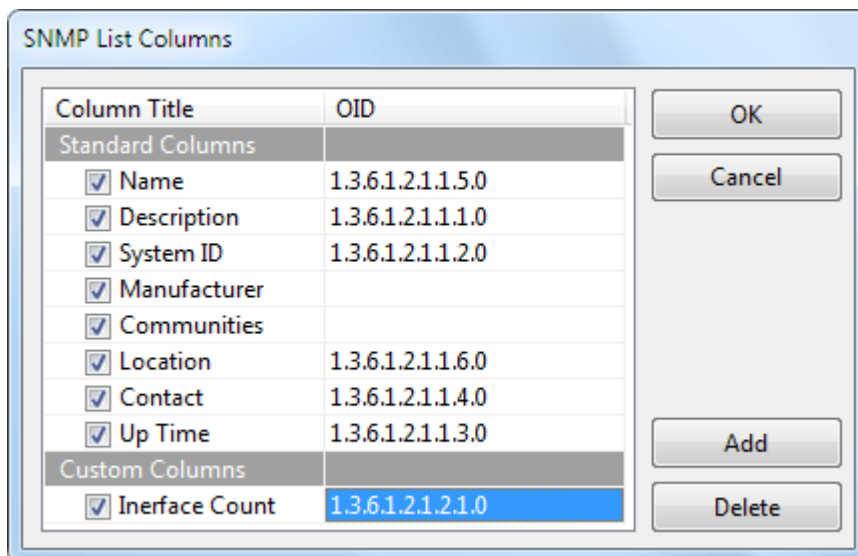 SNMP List Columns
Column Title OID
Standard Columns
Name 1.3.6.1.2.1.1.5.0
Description 1.3.6.1.2.1.1.1.0
System ID 1.3.6.1.2.1.1.2.0
Manufacturer
Communities
Location 1.3.6.1.2.1.1.6.0
Contact 1.3.6.1.2.1.1.4.0
Up Time 1.3.6.1.2.1.1.3.0
Custom Columns
Inerface Count 1.3.6.1.2.1.2.1.0
OK
Cancel
Add
Delete